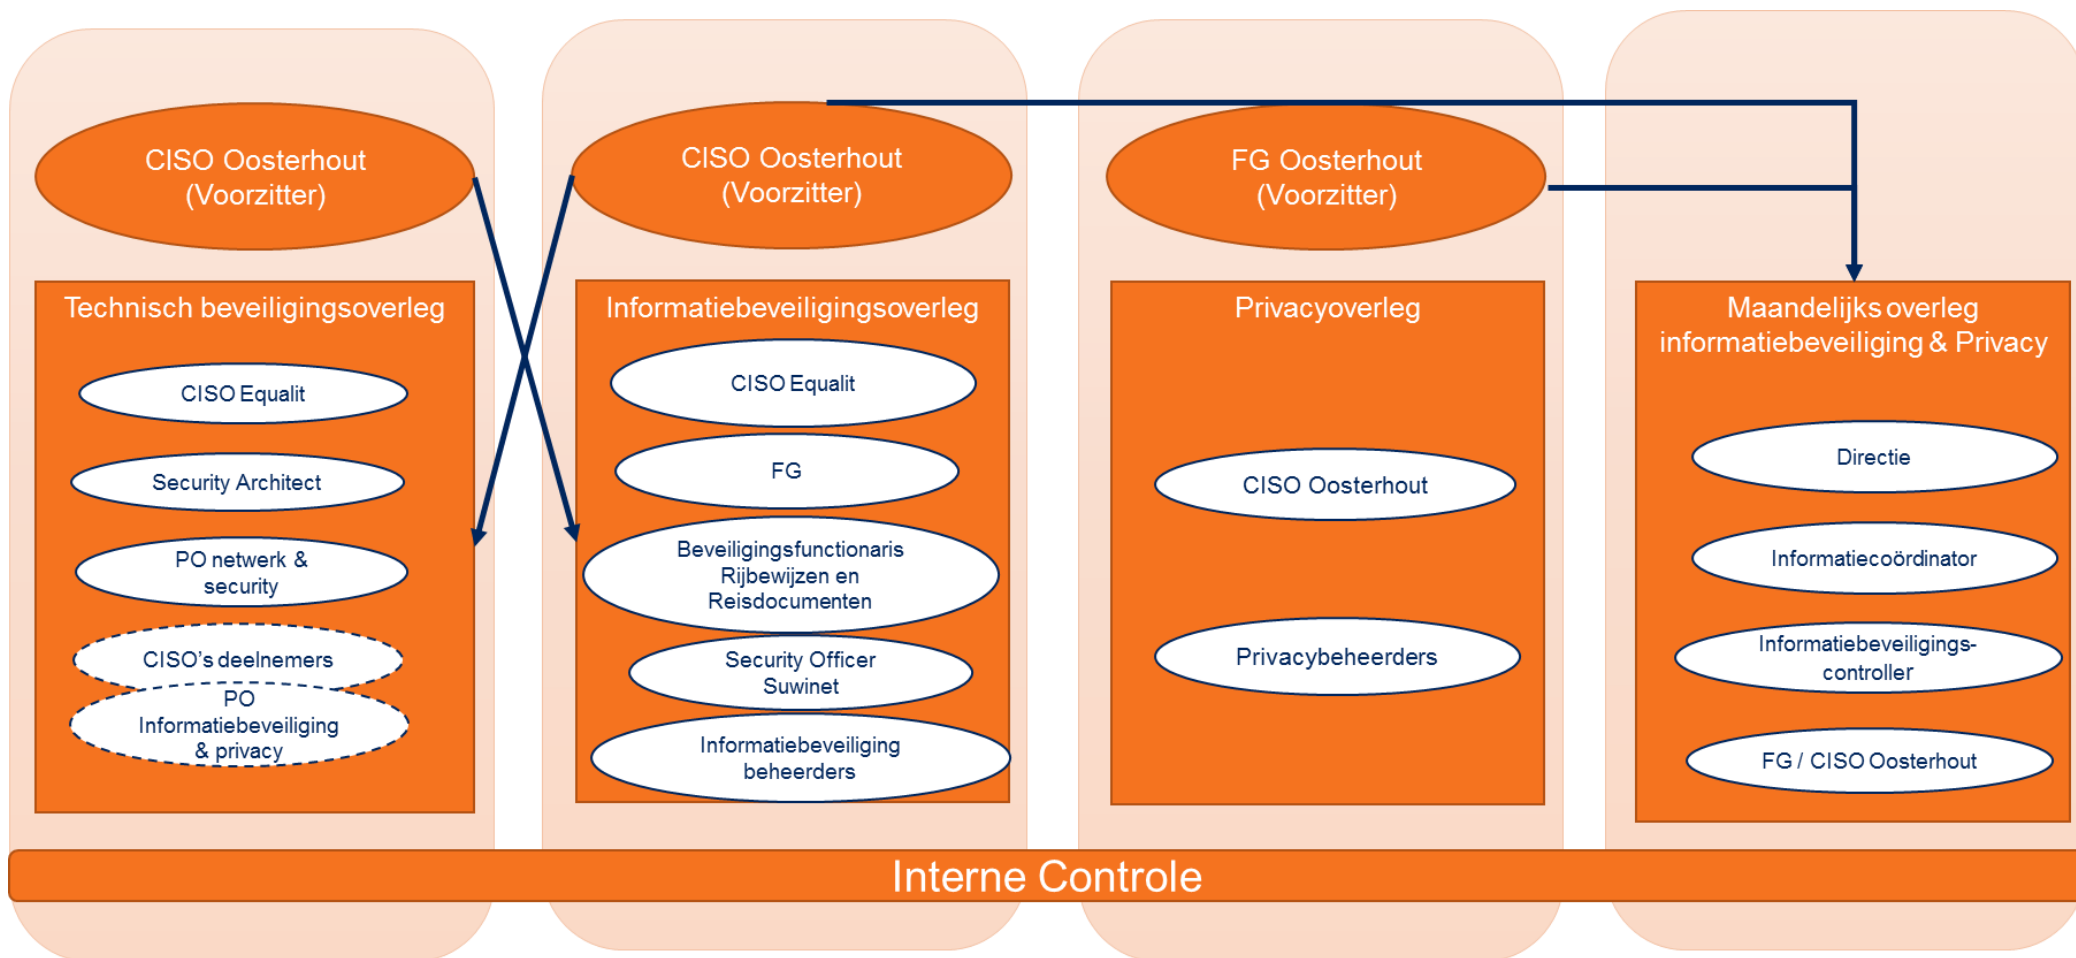 CISO Oosterhout
(Voorzitter)
Technisch beveiligingsoverleg
CISO Equalit
Security Architect
PO netwerk &
security
CISO's deelnemers
PO
Informatiebeveiliging
& privacy
CISO Oosterhout
(Voorzitter)
Informatiebeveiligingsoverleg
CISO Equalit
FG
Beveiligingsfunctionaris
Rijbewijzen en
Reisdocumenten
Security Officer
Suwinet
Informatiebeveiliging
beheerders
FG Oosterhout
(Voorzitter)
Privacyoverleg
CISO Oosterhout
Privacybeheerders
Maandelijks overleg
informatiebeveiliging & Privacy
Directie
Informatiecoördinator
Informatiebeveiligings-
controller
FG / CISO Oosterhout
Interne Controle